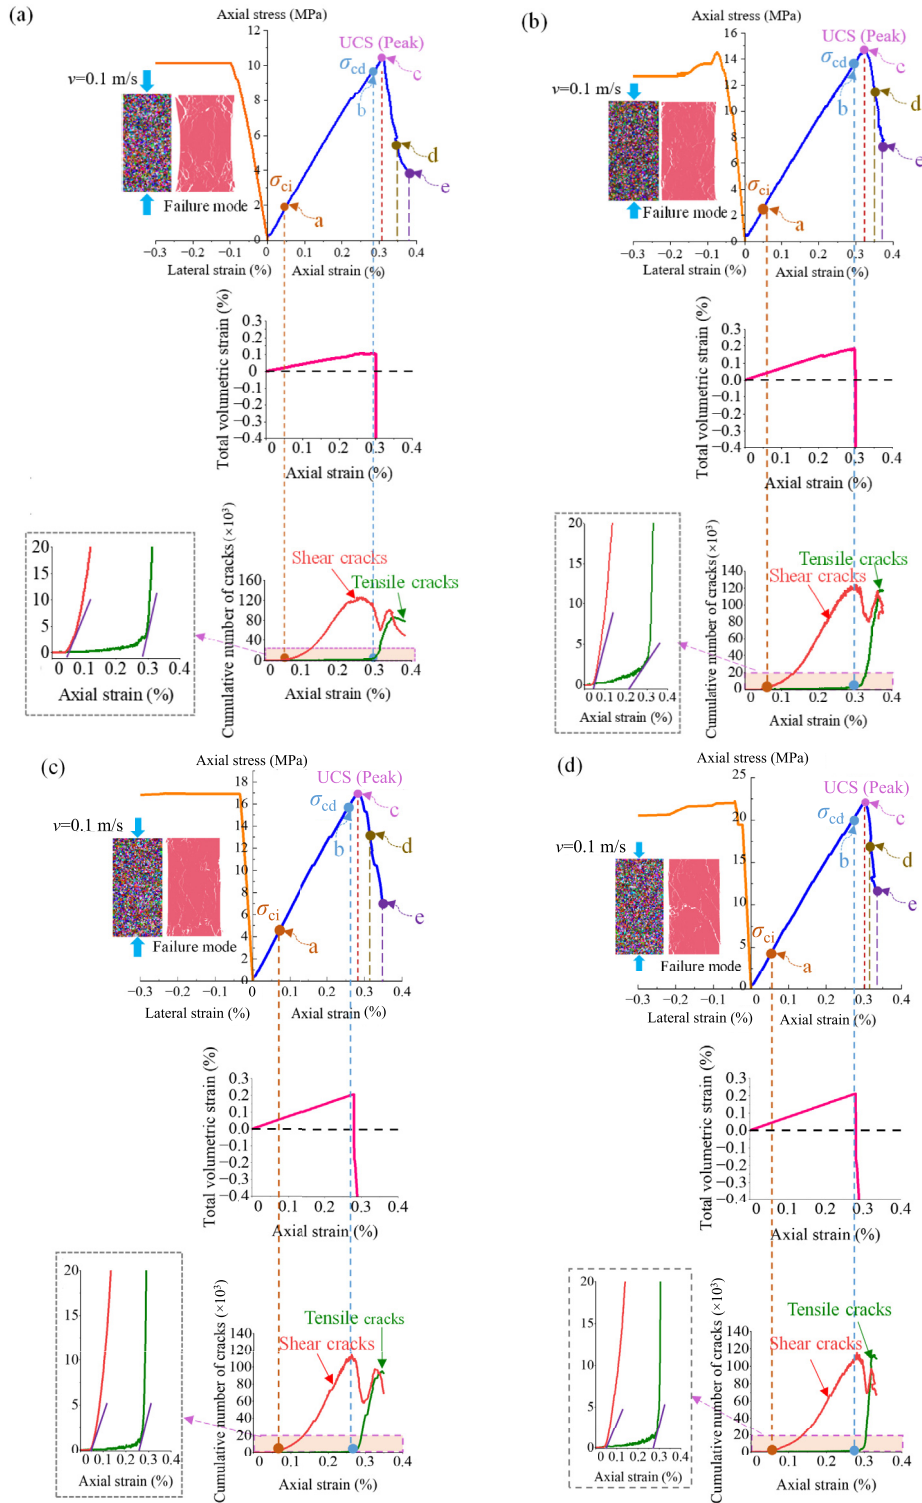 (a)
Axial stress (MPa)
12
10
8
6
4
2
0
UCS (Peak)
σcd
c
b
v=0.1 m/s
d
e
σci
a
Failure mode
−0.3 −0.2 −0.1 0 0.1 0.2 0.3 0.4
Lateral strain (%) Axial strain (%)
Total volumetric strain (%)
0.3
0.2
0.1
0
−0.1
−0.2
−0.3
−0.4
0 0.1 0.2 0.3 0.4
Axial strain (%)
20
15
10
5
0
0 0.1 0.2 0.3 0.4
Axial strain (%)
Cumulative number of cracks (×10³)
160
120
80
40
0
Shear cracks
Tensile cracks
0 0.1 0.2 0.3 0.4
Axial strain (%)
(b)
Axial stress (MPa)
16
14
12
10
8
6
4
2
0
UCS (Peak)
σcd
c
b
v=0.1 m/s
d
e
σci
a
Failure mode
−0.3 −0.2 −0.1 0 0.1 0.2 0.3 0.4
Lateral strain (%) Axial strain (%)
Total volumetric strain (%)
0.3
0.2
0.1
0.0
−0.1
−0.2
−0.3
−0.4
0 0.1 0.2 0.3 0.4
Axial strain (%)
20
15
10
5
0
0 0.1 0.2 0.3 0.4
Axial strain (%)
Cumulative number of cracks (×10³)
140
120
100
80
60
40
20
0
Tensile cracks
Shear cracks
0 0.1 0.2 0.3 0.4
Axial strain (%)
(c)
Axial stress (MPa)
18
16
14
12
10
8
6
4
2
0
UCS (Peak)
σcd
c
b
v=0.1 m/s
d
e
σci
a
Failure mode
−0.3 −0.2 −0.1 0 0.1 0.2 0.3 0.4
Lateral strain (%) Axial strain (%)
Total volumetric strain (%)
0.3
0.2
0.1
0.0
−0.1
−0.2
−0.3
−0.4
0 0.1 0.2 0.3 0.4
Axial strain (%)
20
15
10
5
0
0 0.1 0.2 0.3 0.4
Axial strain (%)
Cumulative number of cracks (×10³)
140
120
100
80
60
40
20
0
Tensile cracks
Shear cracks
0 0.1 0.2 0.3 0.4
Axial strain (%)
(d)
Axial stress (MPa)
25
22
20
15
10
5
0
UCS (Peak)
σcd
c
b
v=0.1 m/s
d
e
σci
a
Failure mode
−0.3 −0.2 −0.1 0 0.1 0.2 0.3 0.4
Lateral strain (%) Axial strain (%)
Total volumetric strain (%)
0.3
0.2
0.1
0.0
−0.1
−0.2
−0.3
−0.4
0 0.1 0.2 0.3 0.4
Axial strain (%)
20
15
10
5
0
0 0.1 0.2 0.3 0.4
Axial strain (%)
Cumulative number of cracks (×10³)
140
120
100
80
60
40
20
0
Tensile cracks
Shear cracks
0 0.1 0.2 0.3 0.4
Axial strain (%)